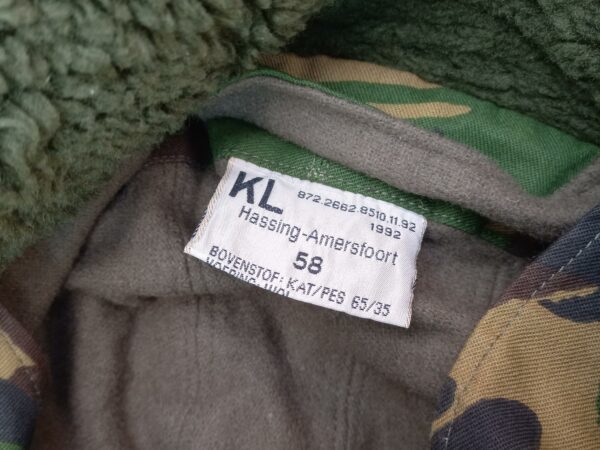 KL 872.2662.8510.11.92
1992
Hassing-Amersfoort
58
BOVENSTOF: KAT/PES 65/35